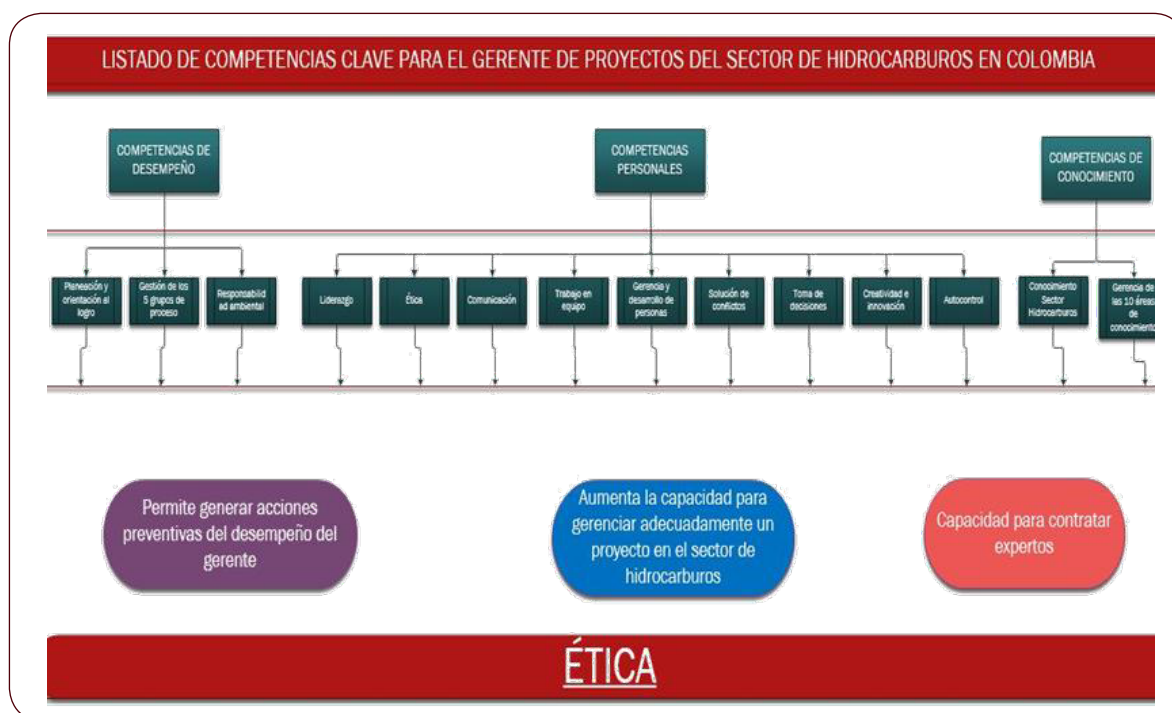 LISTADO DE COMPETENCIAS CLAVE PARA EL GERENTE DE PROYECTOS DEL SECTOR DE HIDROCARBUROS EN COLOMBIA
COMPETENCIAS DE
DESEMPEÑO
COMPETENCIAS
PERSONALES
COMPETENCIAS DE
CONOCIMIENTO
Planeación y
orientación al
logro
Gestión de los
5 grupos de
proceso
Responsabilid
ad ambiental
Liderazgo
Ética
Comunicación
Trabajo en
equipo
Gerencia y
desarrollo de
personas
Solución de
conflictos
Toma de
decisiones
Creatividad e
innovación
Autocontrol
Conocimiento
Sector
Hidrocarburos
Gerencia de
las 10 áreas
de
conocimiento
Permite generar acciones
preventivas del desempeño del
gerente
Aumenta la capacidad para
gerenciar adecuadamente un
proyecto en el sector de
hidrocarburos
Capacidad para contratar
expertos
ÉTICA